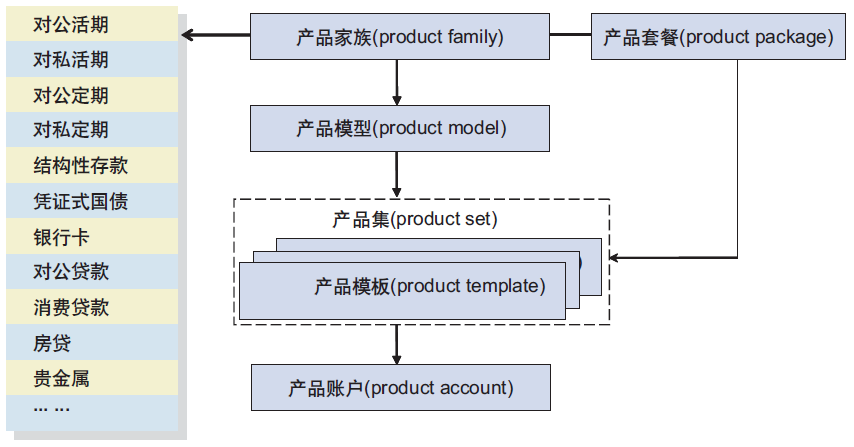 对公活期
对私活期
对公定期
对私定期
结构性存款
凭证式国债
银行卡
对公贷款
消费贷款
房贷
贵金属
... ...
产品家族(product family)
产品套餐(product package)
产品模型(product model)
产品集(product set)
产品模板(product template)
产品账户(product account)